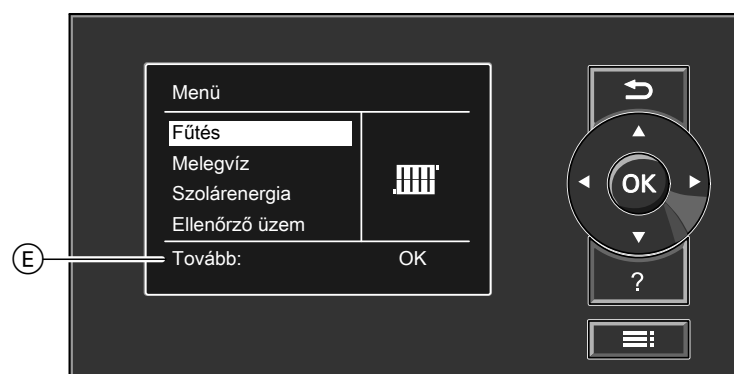 Menü
Fűtés
Melegvíz
Szolárenergia
Ellenőrző üzem
Tovább: OK
E
OK
?